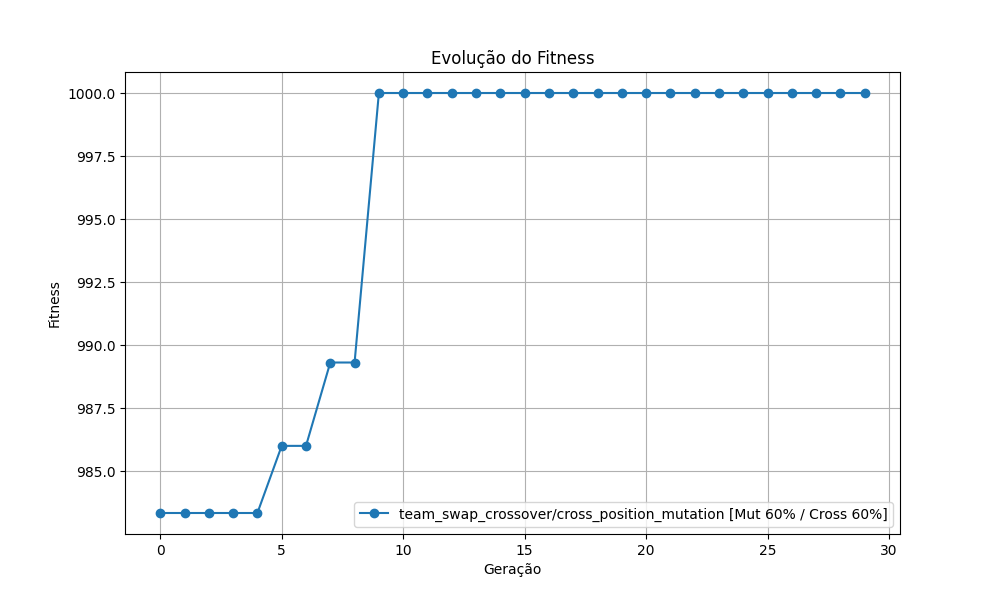 Evolução do Fitness
Fitness
1000.0
997.5
995.0
992.5
990.0
987.5
985.0
team_swap_crossover/cross_position_mutation [Mut 60% / Cross 60%]
0 5 10 15 20 25 30
Geração